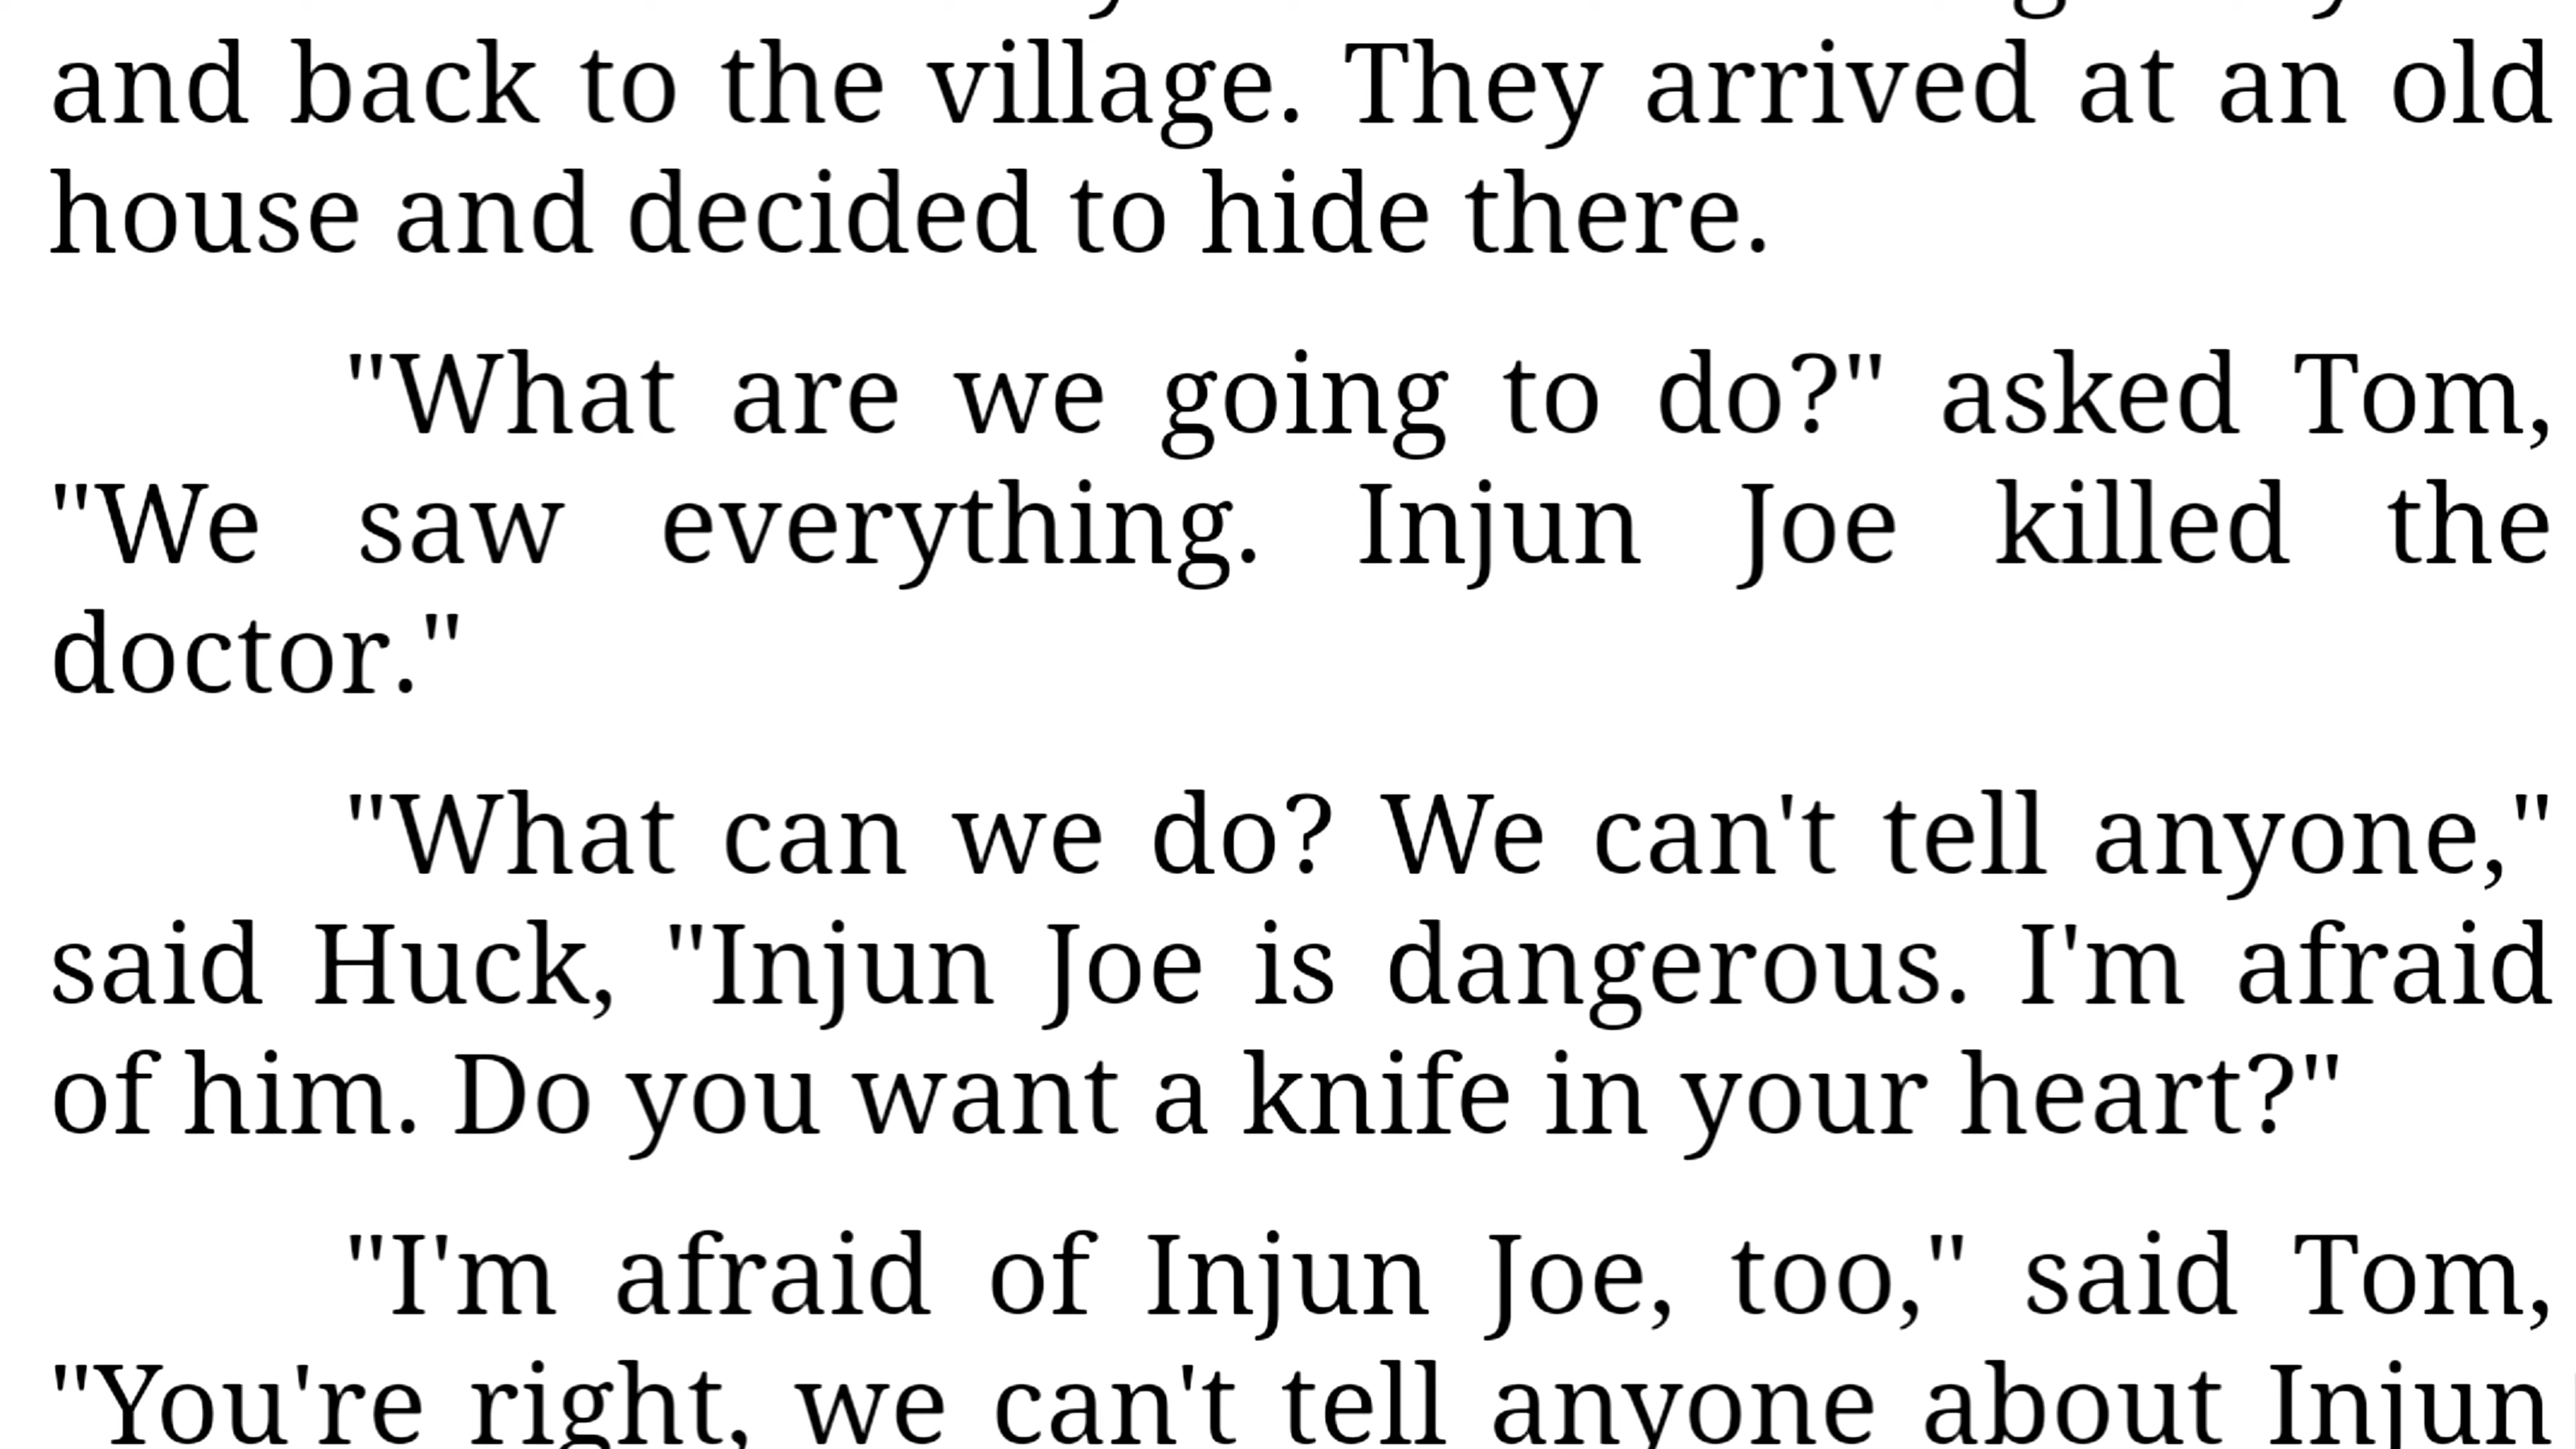 and back to the village. They arrived at an old
house and decided to hide there.
"What are we going to do?" asked Tom,
"We saw everything. Injun Joe killed the
doctor."
"What can we do? We can't tell anyone,"
said Huck, "Injun Joe is dangerous. I'm afraid
of him. Do you want a knife in your heart?"
"I'm afraid of Injun Joe, too," said Tom,
"You're right, we can't tell anyone about Injun